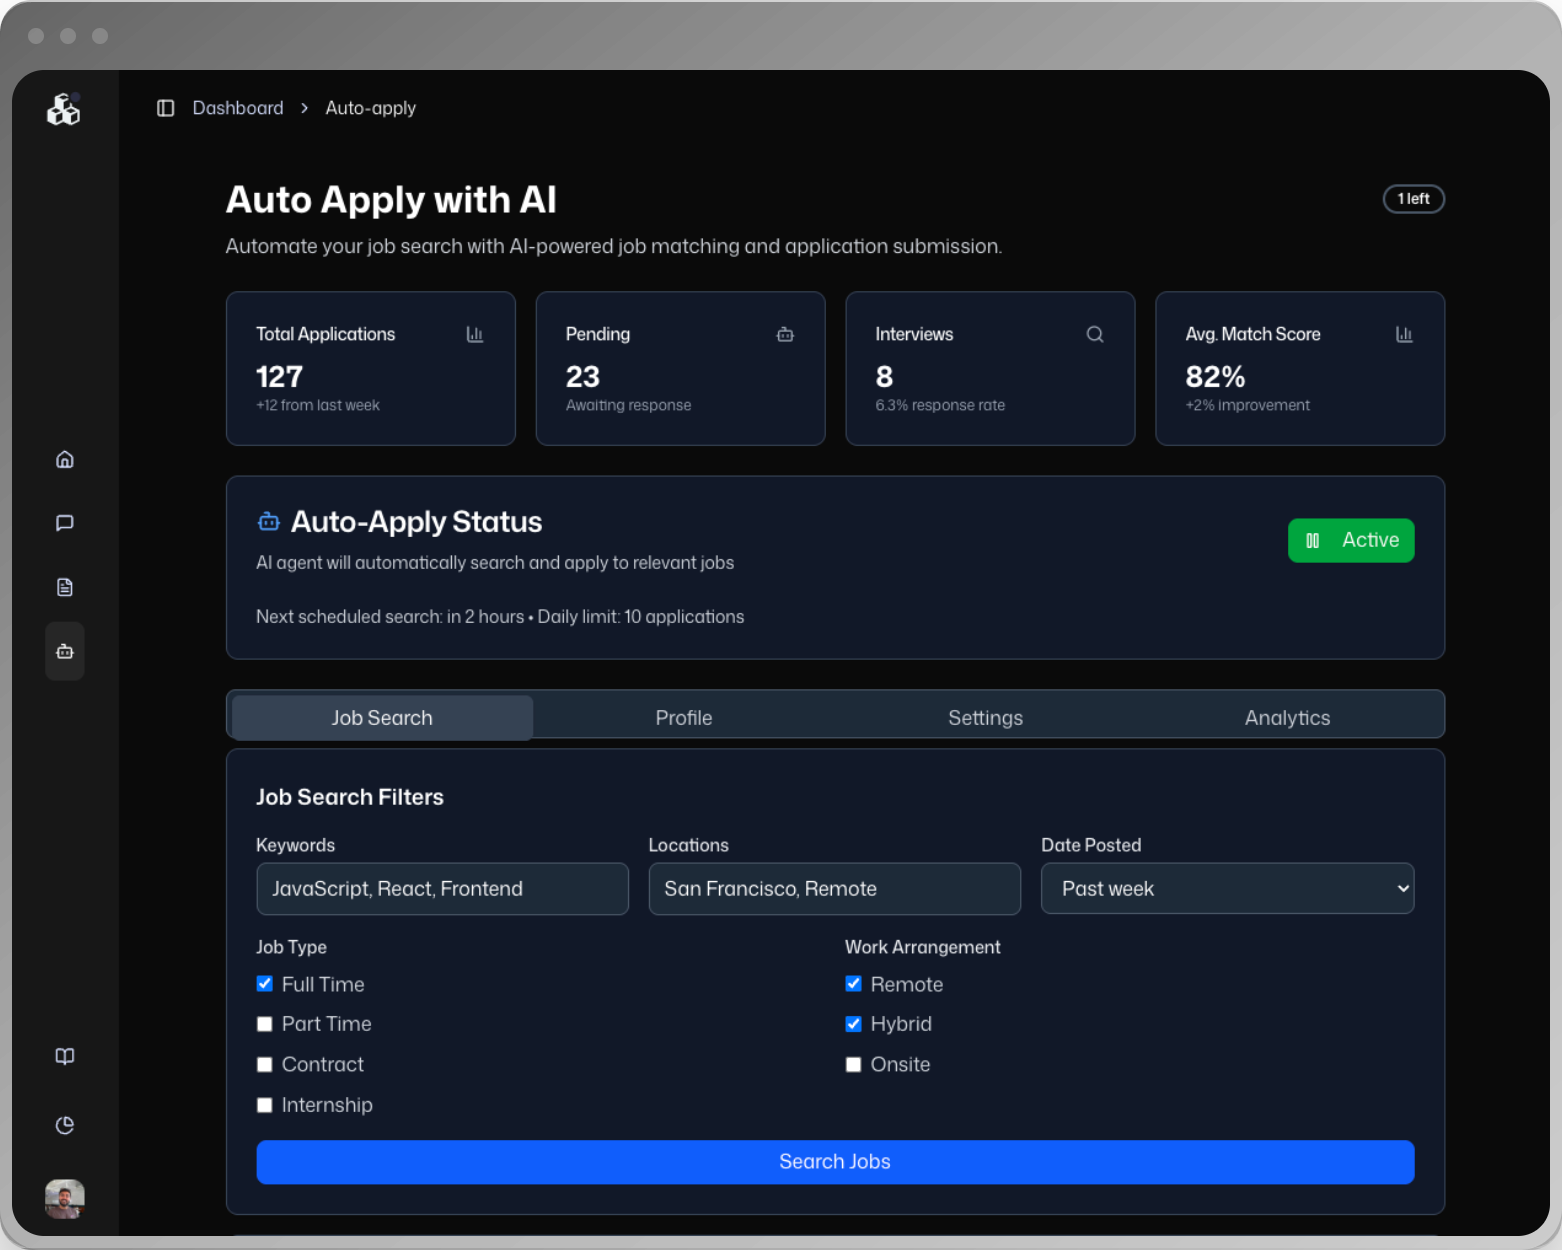 Dashboard > Auto-apply
Auto Apply with AI
1 left
Automate your job search with AI-powered job matching and application submission.
Total Applications
127
+12 from last week
Pending
23
Awaiting response
Interviews
8
6.3% response rate
Avg. Match Score
82%
+2% improvement
Auto-Apply Status
AI agent will automatically search and apply to relevant jobs
Active
Next scheduled search: in 2 hours • Daily limit: 10 applications
Job Search
Profile
Settings
Analytics
Job Search Filters
Keywords
JavaScript, React, Frontend
Locations
San Francisco, Remote
Date Posted
Past week
Job Type
Full Time
Part Time
Contract
Internship
Work Arrangement
Remote
Hybrid
Onsite
Search Jobs